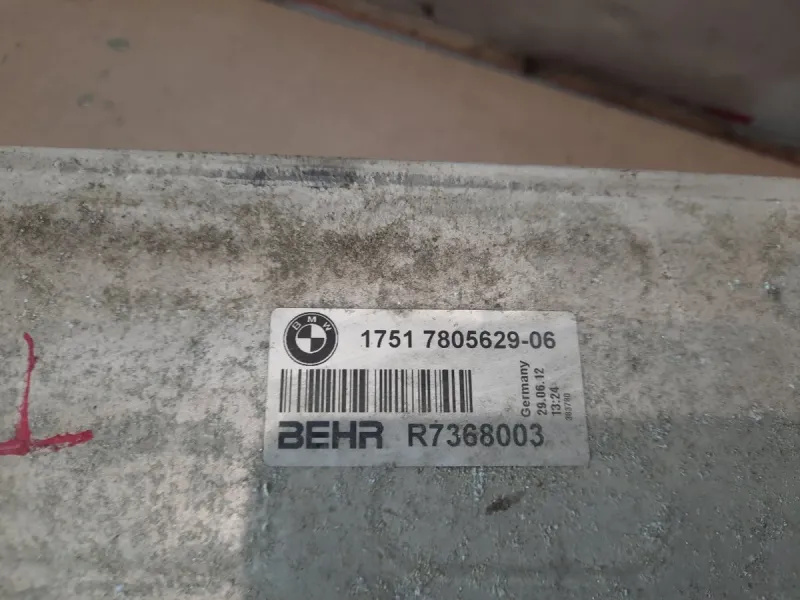 BMW
1751 7805629-06
Germany
29.06.12
13:24
BEHR R7368003